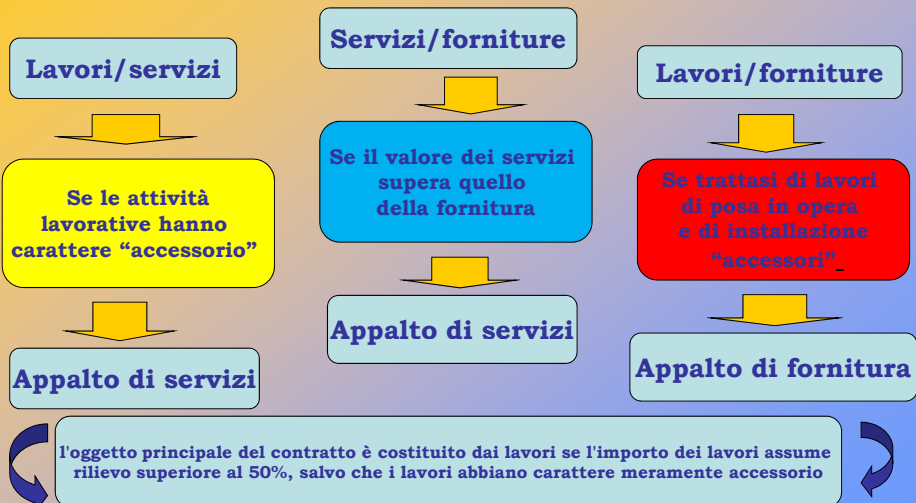 Lavori/servizi
Servizi/forniture
Lavori/forniture
Se le attività
lavorative hanno
carattere “accessorio”
Se il valore dei servizi
supera quello
della fornitura
Se trattasi di lavori
di posa in opera
e di installazione
“accessori”
Appalto di servizi
Appalto di servizi
Appalto di fornitura
l'oggetto principale del contratto è costituito dai lavori se l'importo dei lavori assume
rilievo superiore al 50%, salvo che i lavori abbiano carattere meramente accessorio